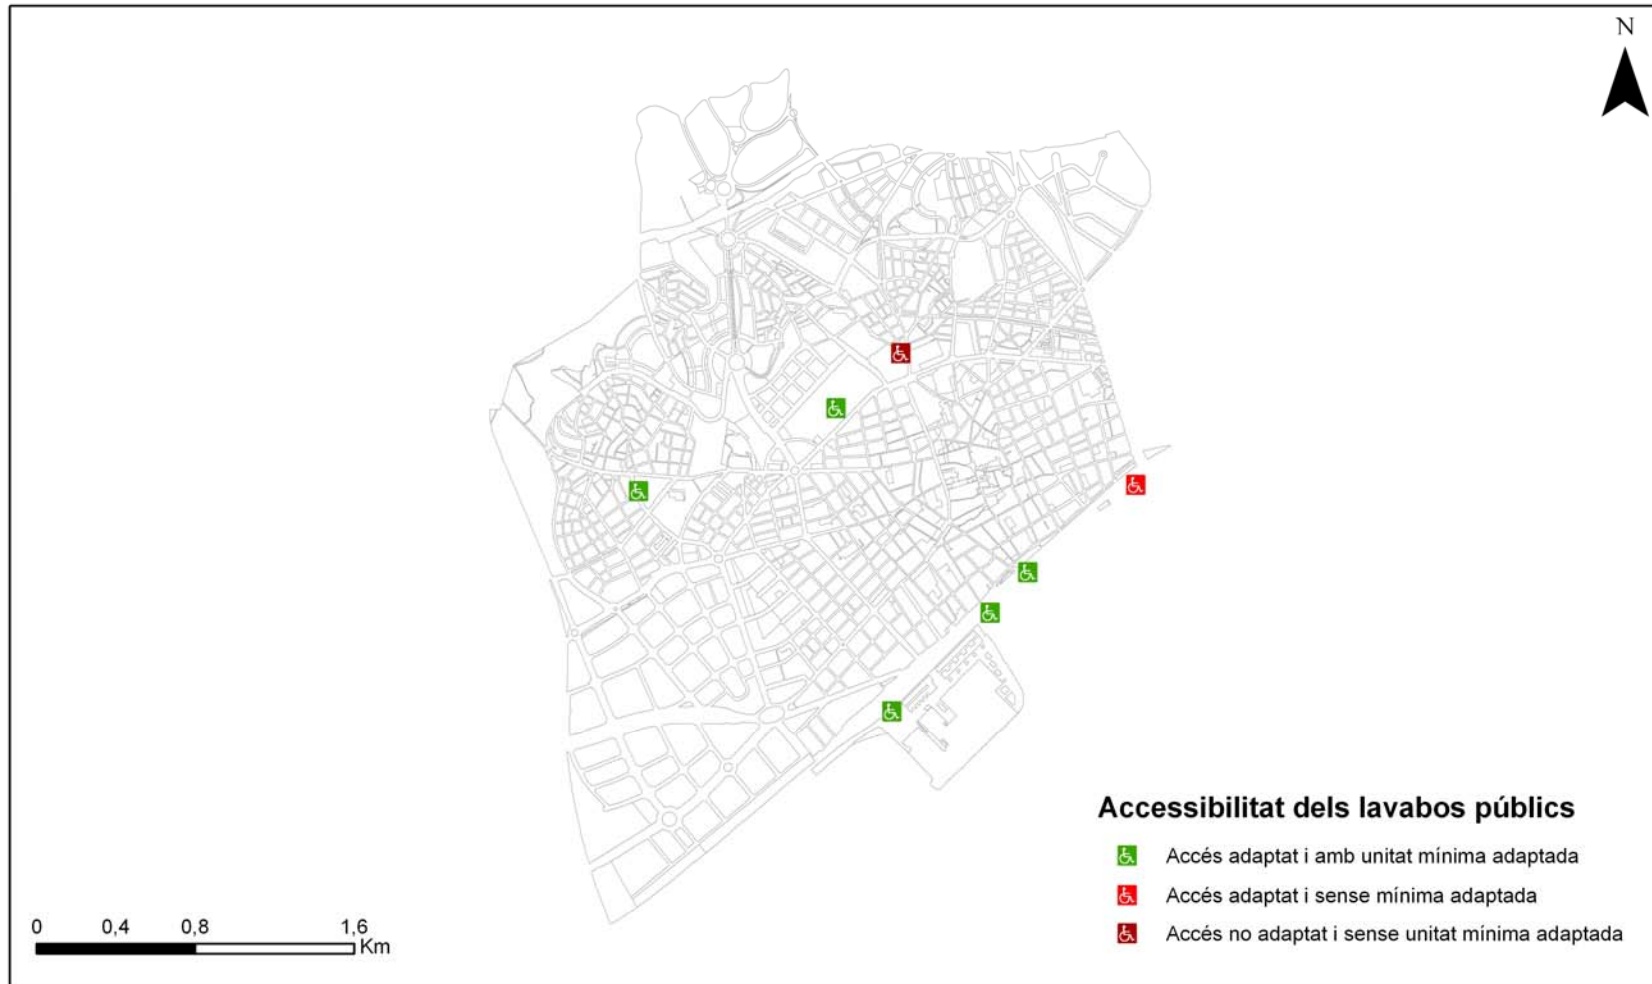 N
Accessibilitat dels lavabos públics
Accés adaptat i amb unitat mínima adaptada
Accés adaptat i sense mínima adaptada
Accés no adaptat i sense unitat mínima adaptada
0 0,4 0,8 1,6
Km